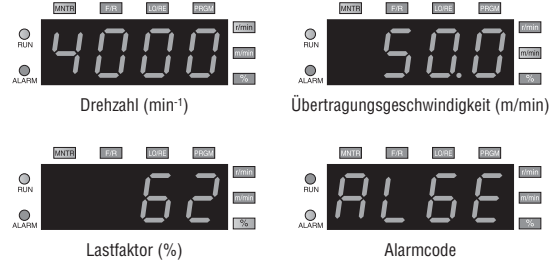 MNTR F/R LO/RE PRGM
RUN
ALARM
4000
r/min
m/min
%
Drehzahl (min-1)
MNTR F/R LO/RE PRGM
RUN
ALARM
50.0
r/min
m/min
%
Übertragungsgeschwindigkeit (m/min)
MNTR F/R LO/RE PRGM
RUN
ALARM
62
r/min
m/min
%
Lastfaktor (%)
MNTR F/R LO/RE PRGM
RUN
ALARM
AL6E
r/min
m/min
%
Alarmcode